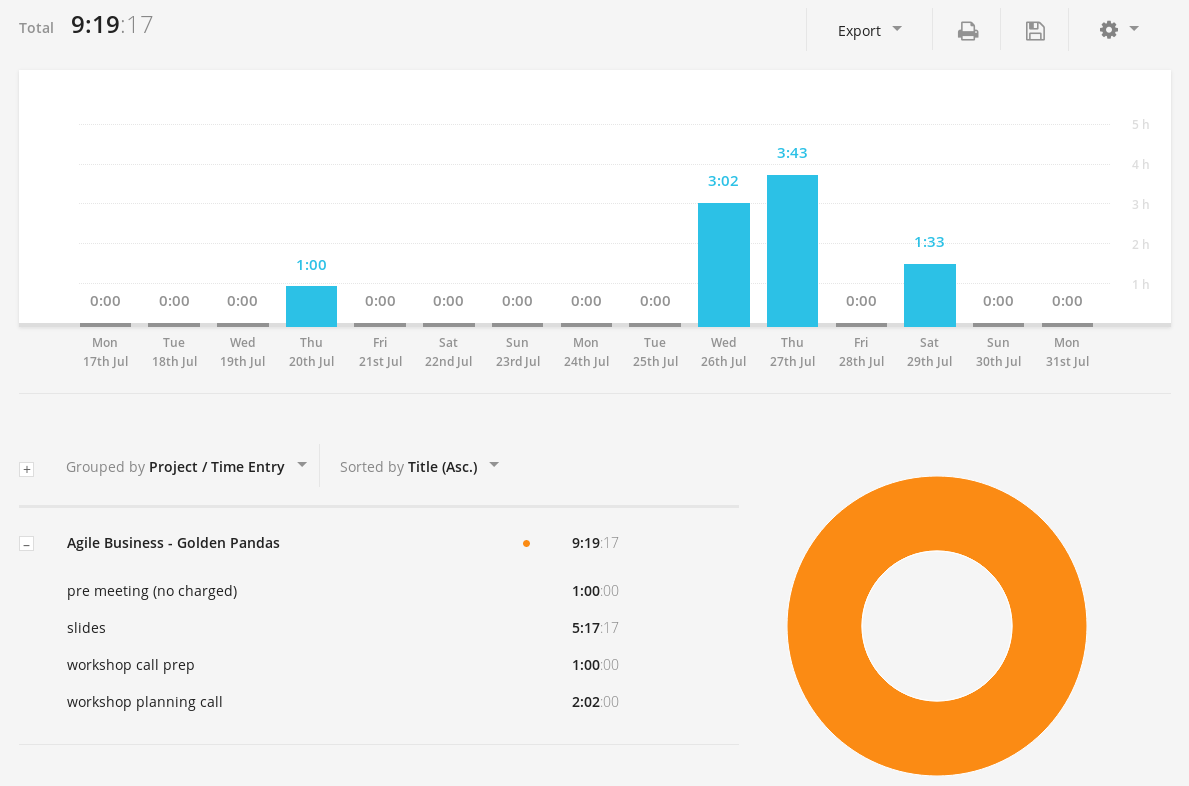 Total 9:19:17 Export
5 h
4 h
3 h
2 h
1 h
0:00 0:00 0:00 1:00 0:00 0:00 0:00 0:00 0:00 3:02 3:43 0:00 1:33 0:00 0:00
Mon Tue Wed Thu Fri Sat Sun Mon Tue Wed Thu Fri Sat Sun Mon
17th Jul 18th Jul 19th Jul 20th Jul 21st Jul 22nd Jul 23rd Jul 24th Jul 25th Jul 26th Jul 27th Jul 28th Jul 29th Jul 30th Jul 31st Jul
Grouped by Project / Time Entry Sorted by Title (Asc.)
Agile Business - Golden Pandas 9:19:17
pre meeting (no charged) 1:00:00
slides 5:17:17
workshop call prep 1:00:00
workshop planning call 2:02:00